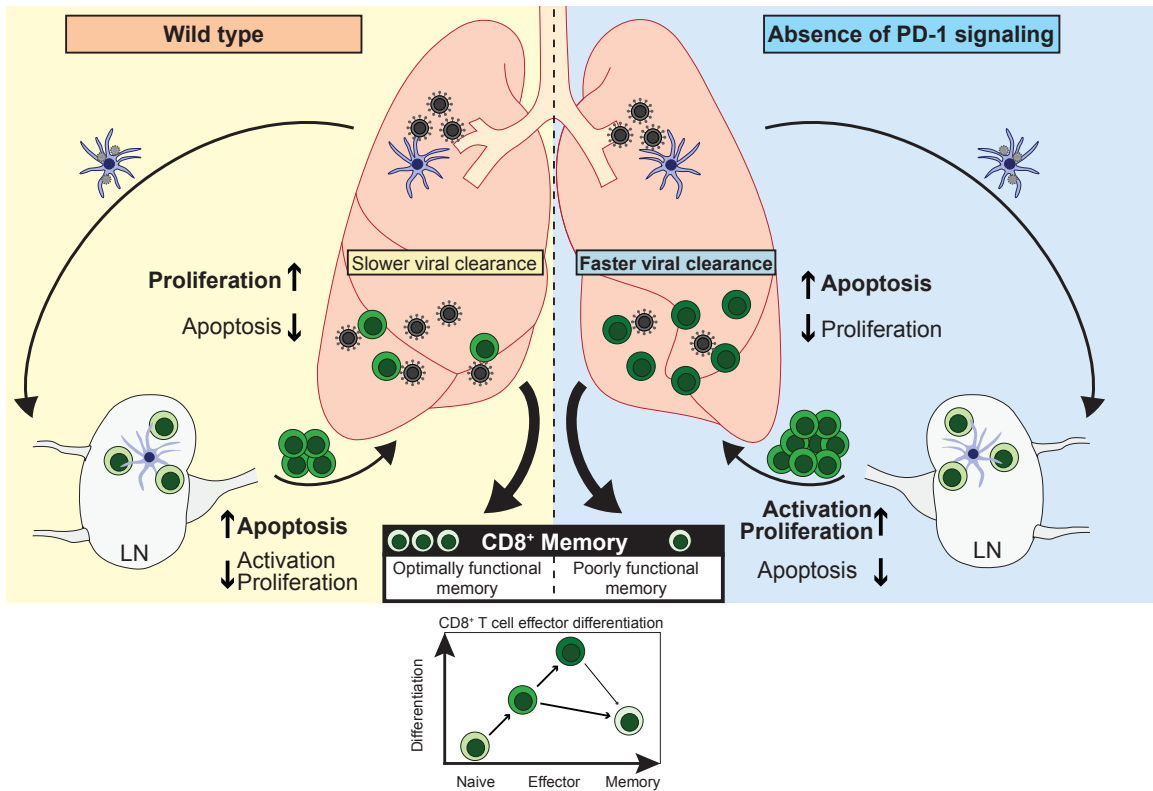 Wild type
Absence of PD-1 signaling
Slower viral clearance
Faster viral clearance
Proliferation
Apoptosis
Apoptosis
Proliferation
LN
Apoptosis
Activation
Proliferation
Activation
Proliferation
Apoptosis
LN
CD8⁺ Memory
Optimally functional
memory
Poorly functional
memory
CD8⁺ T cell effector differentiation
Differentiation
Naive
Effector
Memory